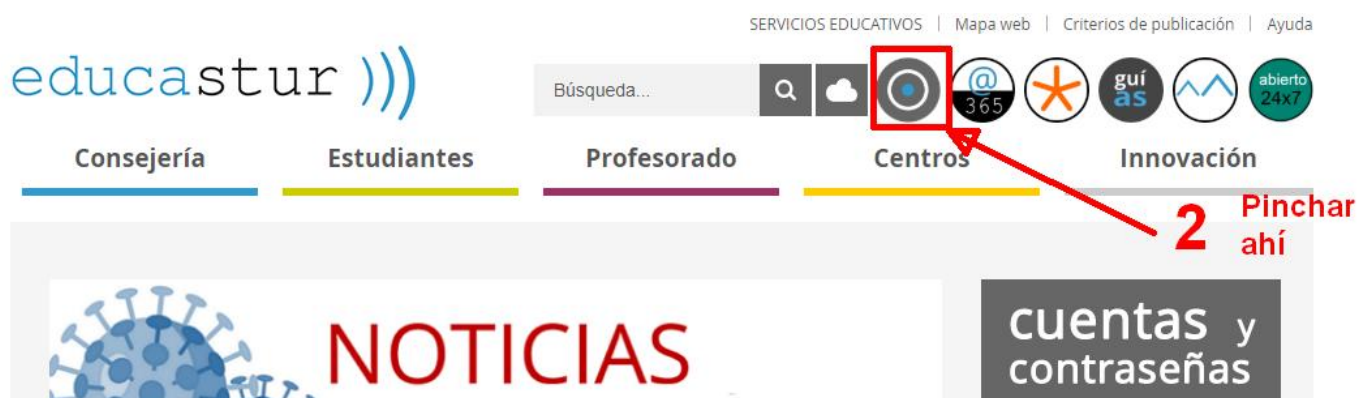 SERVICIOS EDUCATIVOS | Mapa web | Criterios de publicación | Ayuda
educastur )))
Búsqueda...
@
365
guí
as
abierto
24x7
Consejería Estudiantes Profesorado Centros Innovación
2 Pinchar
ahí
NOTICIAS
cuentas y
contraseñas